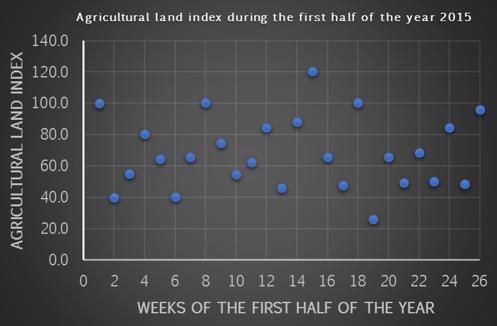 Agricultural land index during the first half of the year 2015
140.0
120.0
100.0
80.0
60.0
40.0
20.0
0.0
AGRICULTURAL LAND INDEX
0 2 4 6 8 10 12 14 16 18 20 22 24 26
WEEKS OF THE FIRST HALF OF THE YEAR